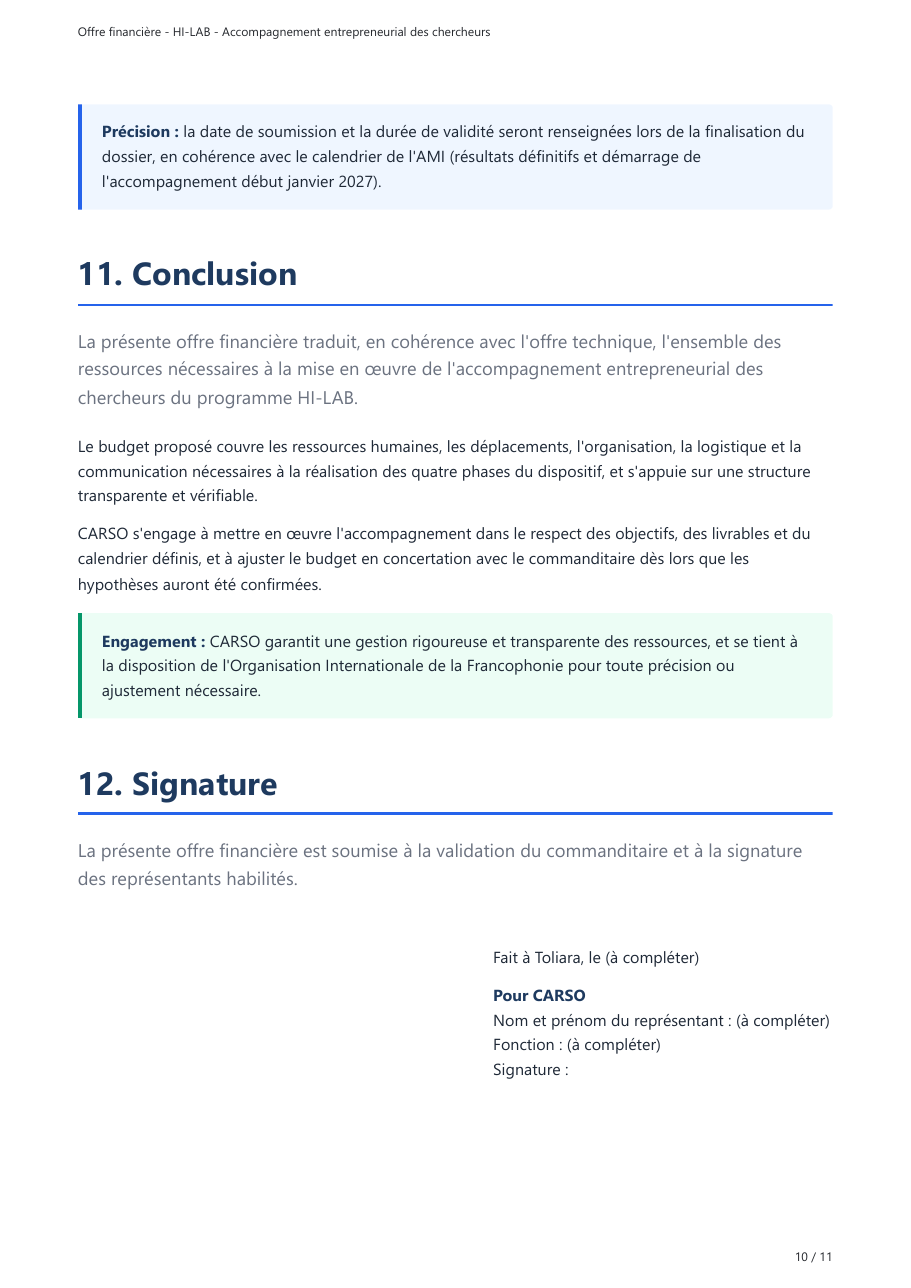 Offre financière - HI-LAB - Accompagnement entrepreneurial des chercheurs
Précision : la date de soumission et la durée de validité seront renseignées lors de la finalisation du
dossier, en cohérence avec le calendrier de l'AMI (résultats définitifs et démarrage de
l'accompagnement début janvier 2027).
11. Conclusion
La présente offre financière traduit, en cohérence avec l'offre technique, l'ensemble des
ressources nécessaires à la mise en œuvre de l'accompagnement entrepreneurial des
chercheurs du programme HI-LAB.
Le budget proposé couvre les ressources humaines, les déplacements, l'organisation, la logistique et la
communication nécessaires à la réalisation des quatre phases du dispositif, et s'appuie sur une structure
transparente et vérifiable.
CARSO s'engage à mettre en œuvre l'accompagnement dans le respect des objectifs, des livrables et du
calendrier définis, et à ajuster le budget en concertation avec le commanditaire dès lors que les
hypothèses auront été confirmées.
Engagement : CARSO garantit une gestion rigoureuse et transparente des ressources, et se tient à
la disposition de l'Organisation Internationale de la Francophonie pour toute précision ou
ajustement nécessaire.
12. Signature
La présente offre financière est soumise à la validation du commanditaire et à la signature
des représentants habilités.
Fait à Toliara, le (à compléter)
Pour CARSO
Nom et prénom du représentant : (à compléter)
Fonction : (à compléter)
Signature :
10 / 11